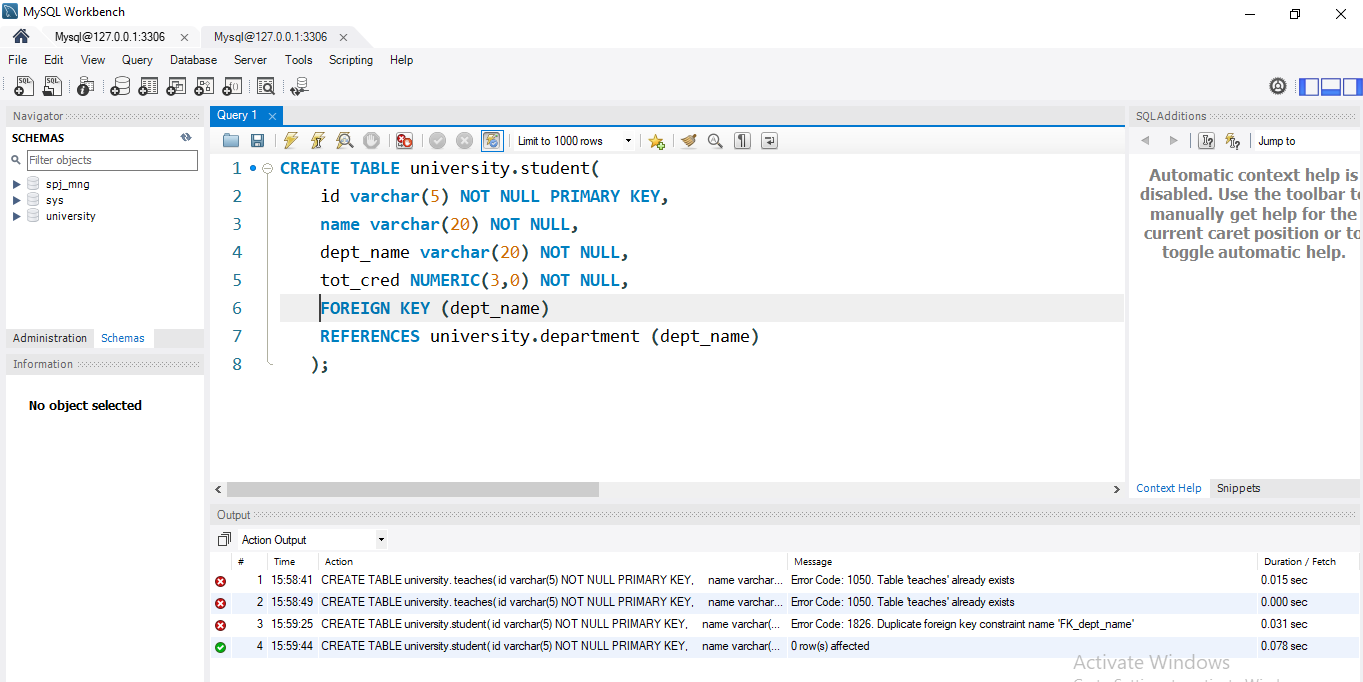 MySQL Workbench
Mysql@127.0.0.1:3306
Mysql@127.0.0.1:3306
File Edit View Query Database Server Tools Scripting Help
Navigator
SCHEMAS
Filter objects
spj_mng
sys
university
Administration Schemas
Information
No object selected
Query 1
Limit to 1000 rows
1 CREATE TABLE university.student(
2 id varchar(5) NOT NULL PRIMARY KEY,
3 name varchar(20) NOT NULL,
4 dept_name varchar(20) NOT NULL,
5 tot_cred NUMERIC(3,0) NOT NULL,
6 FOREIGN KEY (dept_name)
7 REFERENCES university.department (dept_name)
8 );
SQLAdditions
Jump to
Automatic context help is
disabled. Use the toolbar
manually get help for the
current caret position or to
toggle automatic help.
Context Help Snippets
Output
Action Output
# Time Action Message Duration / Fetch
1 15:58:41 CREATE TABLE university. teaches( id varchar(5) NOT NULL PRIMARY KEY, name varchar... Error Code: 1050. Table 'teaches' already exists 0.015 sec
2 15:58:49 CREATE TABLE university. teaches( id varchar(5) NOT NULL PRIMARY KEY, name varchar... Error Code: 1050. Table 'teaches' already exists 0.000 sec
3 15:59:25 CREATE TABLE university.student( id varchar(5) NOT NULL PRIMARY KEY, name varchar(... Error Code: 1826. Duplicate foreign key constraint name 'FK_dept_name' 0.031 sec
4 15:59:44 CREATE TABLE university.student( id varchar(5) NOT NULL PRIMARY KEY, name varchar(... 0 row(s) affected 0.078 sec
Activate Windows